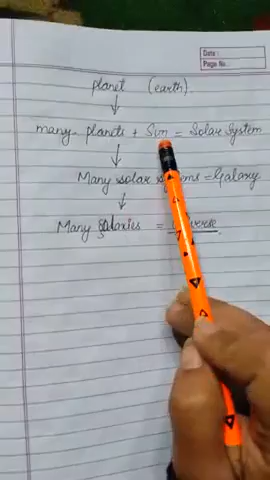 Date:
Page No.:
planet (earth).
many planets + Sun = Solar System
Many solar systems = Galaxy
Many galaxies =